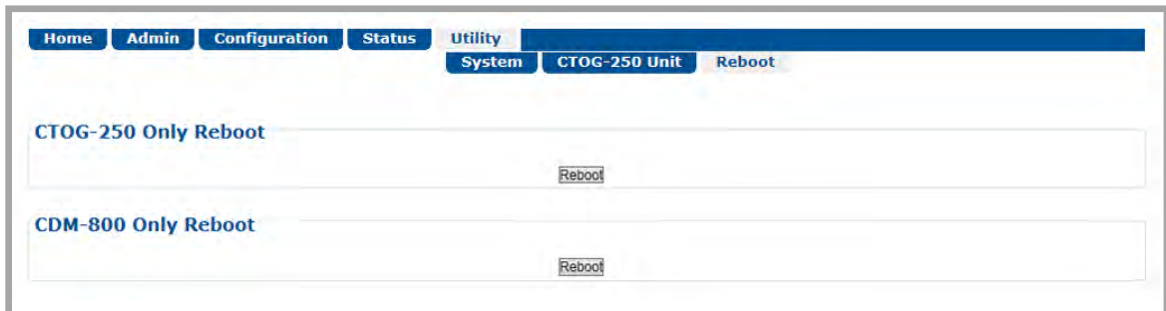 Home Admin Configuration Status Utility
System CTOG-250 Unit Reboot
CTOG-250 Only Reboot
Reboot
CDM-800 Only Reboot
Reboot